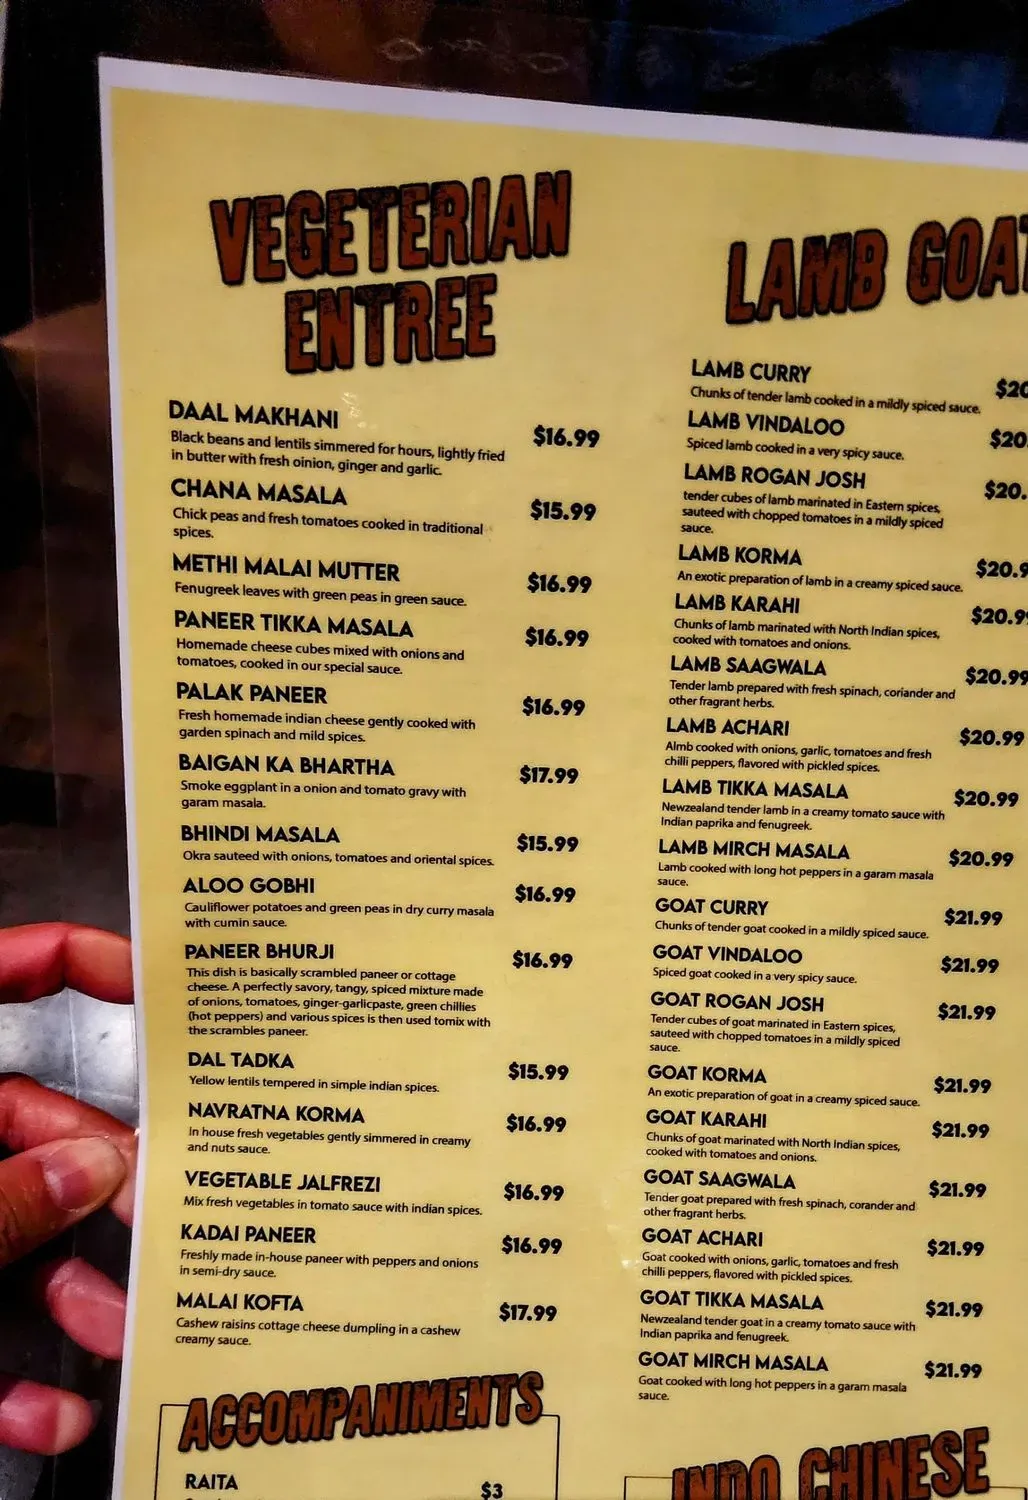 VEGETERIAN
ENTREE
DAAL MAKHANI
$16.99
Black beans and lentils simmered for hours, lightly fried
in butter with fresh oinion, ginger and garlic.
CHANA MASALA
$15.99
Chick peas and fresh tomatoes cooked in traditional
spices.
METHI MALAI MUTTER
$16.99
Fenugreek leaves with green peas in green sauce.
PANEER TIKKA MASALA
$16.99
Homemade cheese cubes mixed with onions and
tomatoes, cooked in our special sauce.
PALAK PANEER
$16.99
Fresh homemade indian cheese gently cooked with
garden spinach and mild spices.
BAIGAN KA BHARTHA
$17.99
Smoke eggplant in a onion and tomato gravy with
garam masala.
BHINDI MASALA
$15.99
Okra sauteed with onions, tomatoes and oriental spices.
ALOO GOBHI
$16.99
Cauliflower potatoes and green peas in dry curry masala
with cumin sauce.
PANEER BHURJI
$16.99
This dish is basically scrambled paneer or cottage
cheese. A perfectly savory, tangy, spiced mixture made
of onions, tomatoes, ginger-garlicpaste, green chillies
(hot peppers) and various spices is then used tomix with
the scrambles paneer.
DAL TADKA
$15.99
Yellow lentils tempered in simple indian spices.
NAVRATNA KORMA
$16.99
In house fresh vegetables gently simmered in creamy
and nuts sauce.
VEGETABLE JALFREZI
$16.99
Mix fresh vegetables in tomato sauce with indian spices.
KADAI PANEER
$16.99
Freshly made in-house paneer with peppers and onions
in semi-dry sauce.
MALAI KOFTA
$17.99
Cashew raisins cottage cheese dumpling in a cashew
creamy sauce.
ACCOMPANIMENTS
RAITA
$3
LAMB GOAT
LAMB CURRY
$20
Chunks of tender lamb cooked in a mildly spiced sauce.
LAMB VINDALOO
$20.
Spiced lamb cooked in a very spicy sauce.
LAMB ROGAN JOSH
$20.
tender cubes of lamb marinated in Eastern spices,
sauteed with chopped tomatoes in a mildly spiced
sauce.
LAMB KORMA
$20.9
An exotic preparation of lamb in a creamy spiced sauce.
LAMB KARAHI
$20.99
Chunks of lamb marinated with North Indian spices,
cooked with tomatoes and onions.
LAMB SAAGWALA
$20.99
Tender lamb prepared with fresh spinach, coriander and
other fragrant herbs.
LAMB ACHARI
$20.99
Almb cooked with onions, garlic, tomatoes and fresh
chilli peppers, flavored with pickled spices.
LAMB TIKKA MASALA
$20.99
Newzealand tender lamb in a creamy tomato sauce with
Indian paprika and fenugreek.
LAMB MIRCH MASALA
$20.99
Lamb cooked with long hot peppers in a garam masala
sauce.
GOAT CURRY
$21.99
Chunks of tender goat cooked in a mildly spiced sauce.
GOAT VINDALOO
$21.99
Spiced goat cooked in a very spicy sauce.
GOAT ROGAN JOSH
$21.99
Tender cubes of goat marinated in Eastern spices,
sauteed with chopped tomatoes in a mildly spiced
sauce.
GOAT KORMA
$21.99
An exotic preparation of goat in a creamy spiced sauce.
GOAT KARAHI
$21.99
Chunks of goat marinated with North Indian spices,
cooked with tomatoes and onions.
GOAT SAAGWALA
$21.99
Tender goat prepared with fresh spinach, corander and
other fragrant herbs.
GOAT ACHARI
$21.99
Goat cooked with onions, garlic, tomatoes and fresh
chilli peppers, flavored with pickled spices.
GOAT TIKKA MASALA
$21.99
Newzealand tender goat in a creamy tomato sauce with
Indian paprika and fenugreek.
GOAT MIRCH MASALA
$21.99
Goat cooked with long hot peppers in a garam masala
sauce.
INDO CHINESE